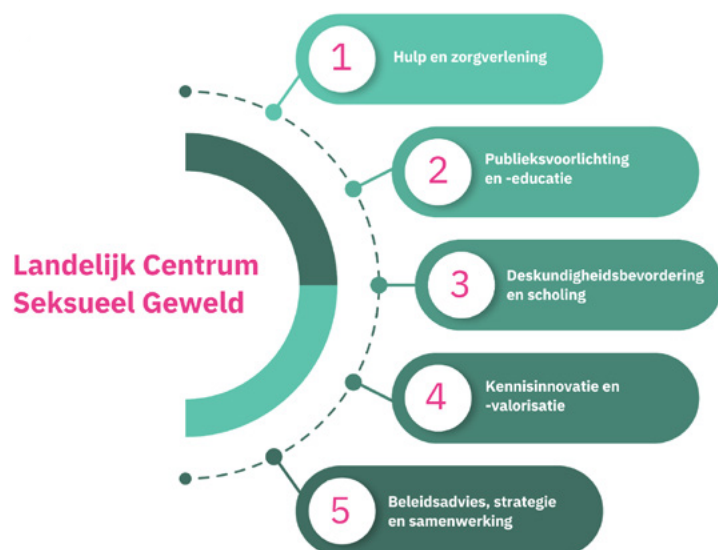 1
Hulp en zorgverlening
2
Publieksvoorlichting
en -educatie
Landelijk Centrum
Seksueel Geweld
3
Deskundigheidsbevordering
en scholing
4
Kennisinnovatie en
-valorisatie
5
Beleidsadvies, strategie
en samenwerking